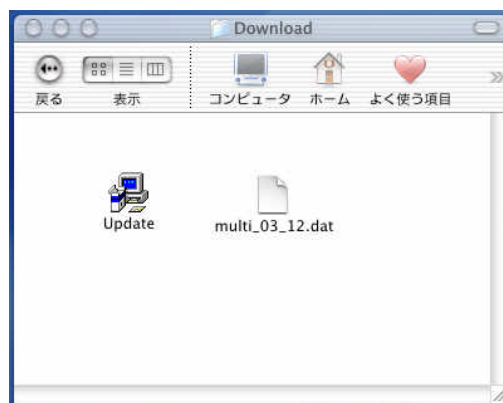 Download
戻る 表示 コンピュータ ホーム よく使う項目
Update
multi_03_12.dat